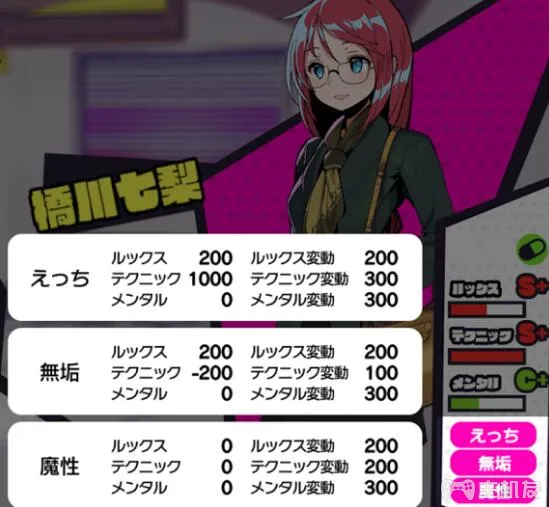 橋川七梨
えっち
ルックス 200 ルックス変動 200
テクニック 1000 テクニック変動 300
メンタル 0 メンタル変動 300
無垢
ルックス 200 ルックス変動 200
テクニック -200 テクニック変動 100
メンタル 0 メンタル変動 300
魔性
ルックス 0 ルックス変動 200
テクニック 0 テクニック変動 200
メンタル 0 メンタル変動 300
ルックス S+
テクニック S+
メンタル C+
えっち
無垢
魔性